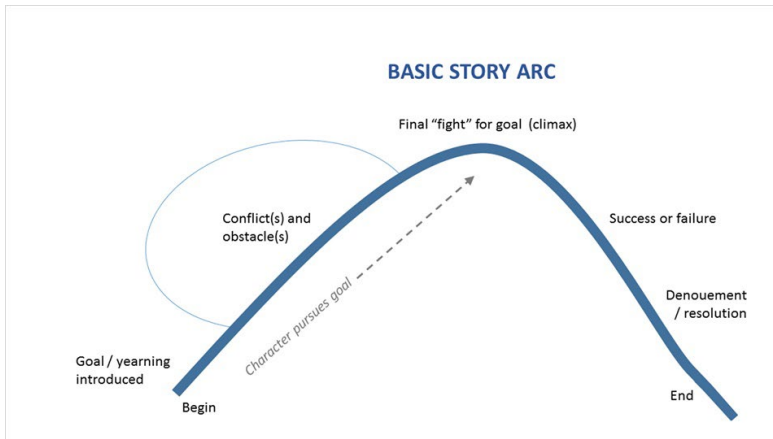 BASIC STORY ARC
Final “fight” for goal (climax)
Conflict(s) and
obstacle(s)
Success or failure
Character pursues goal
Denouement
/ resolution
Goal / yearning
introduced
Begin
End